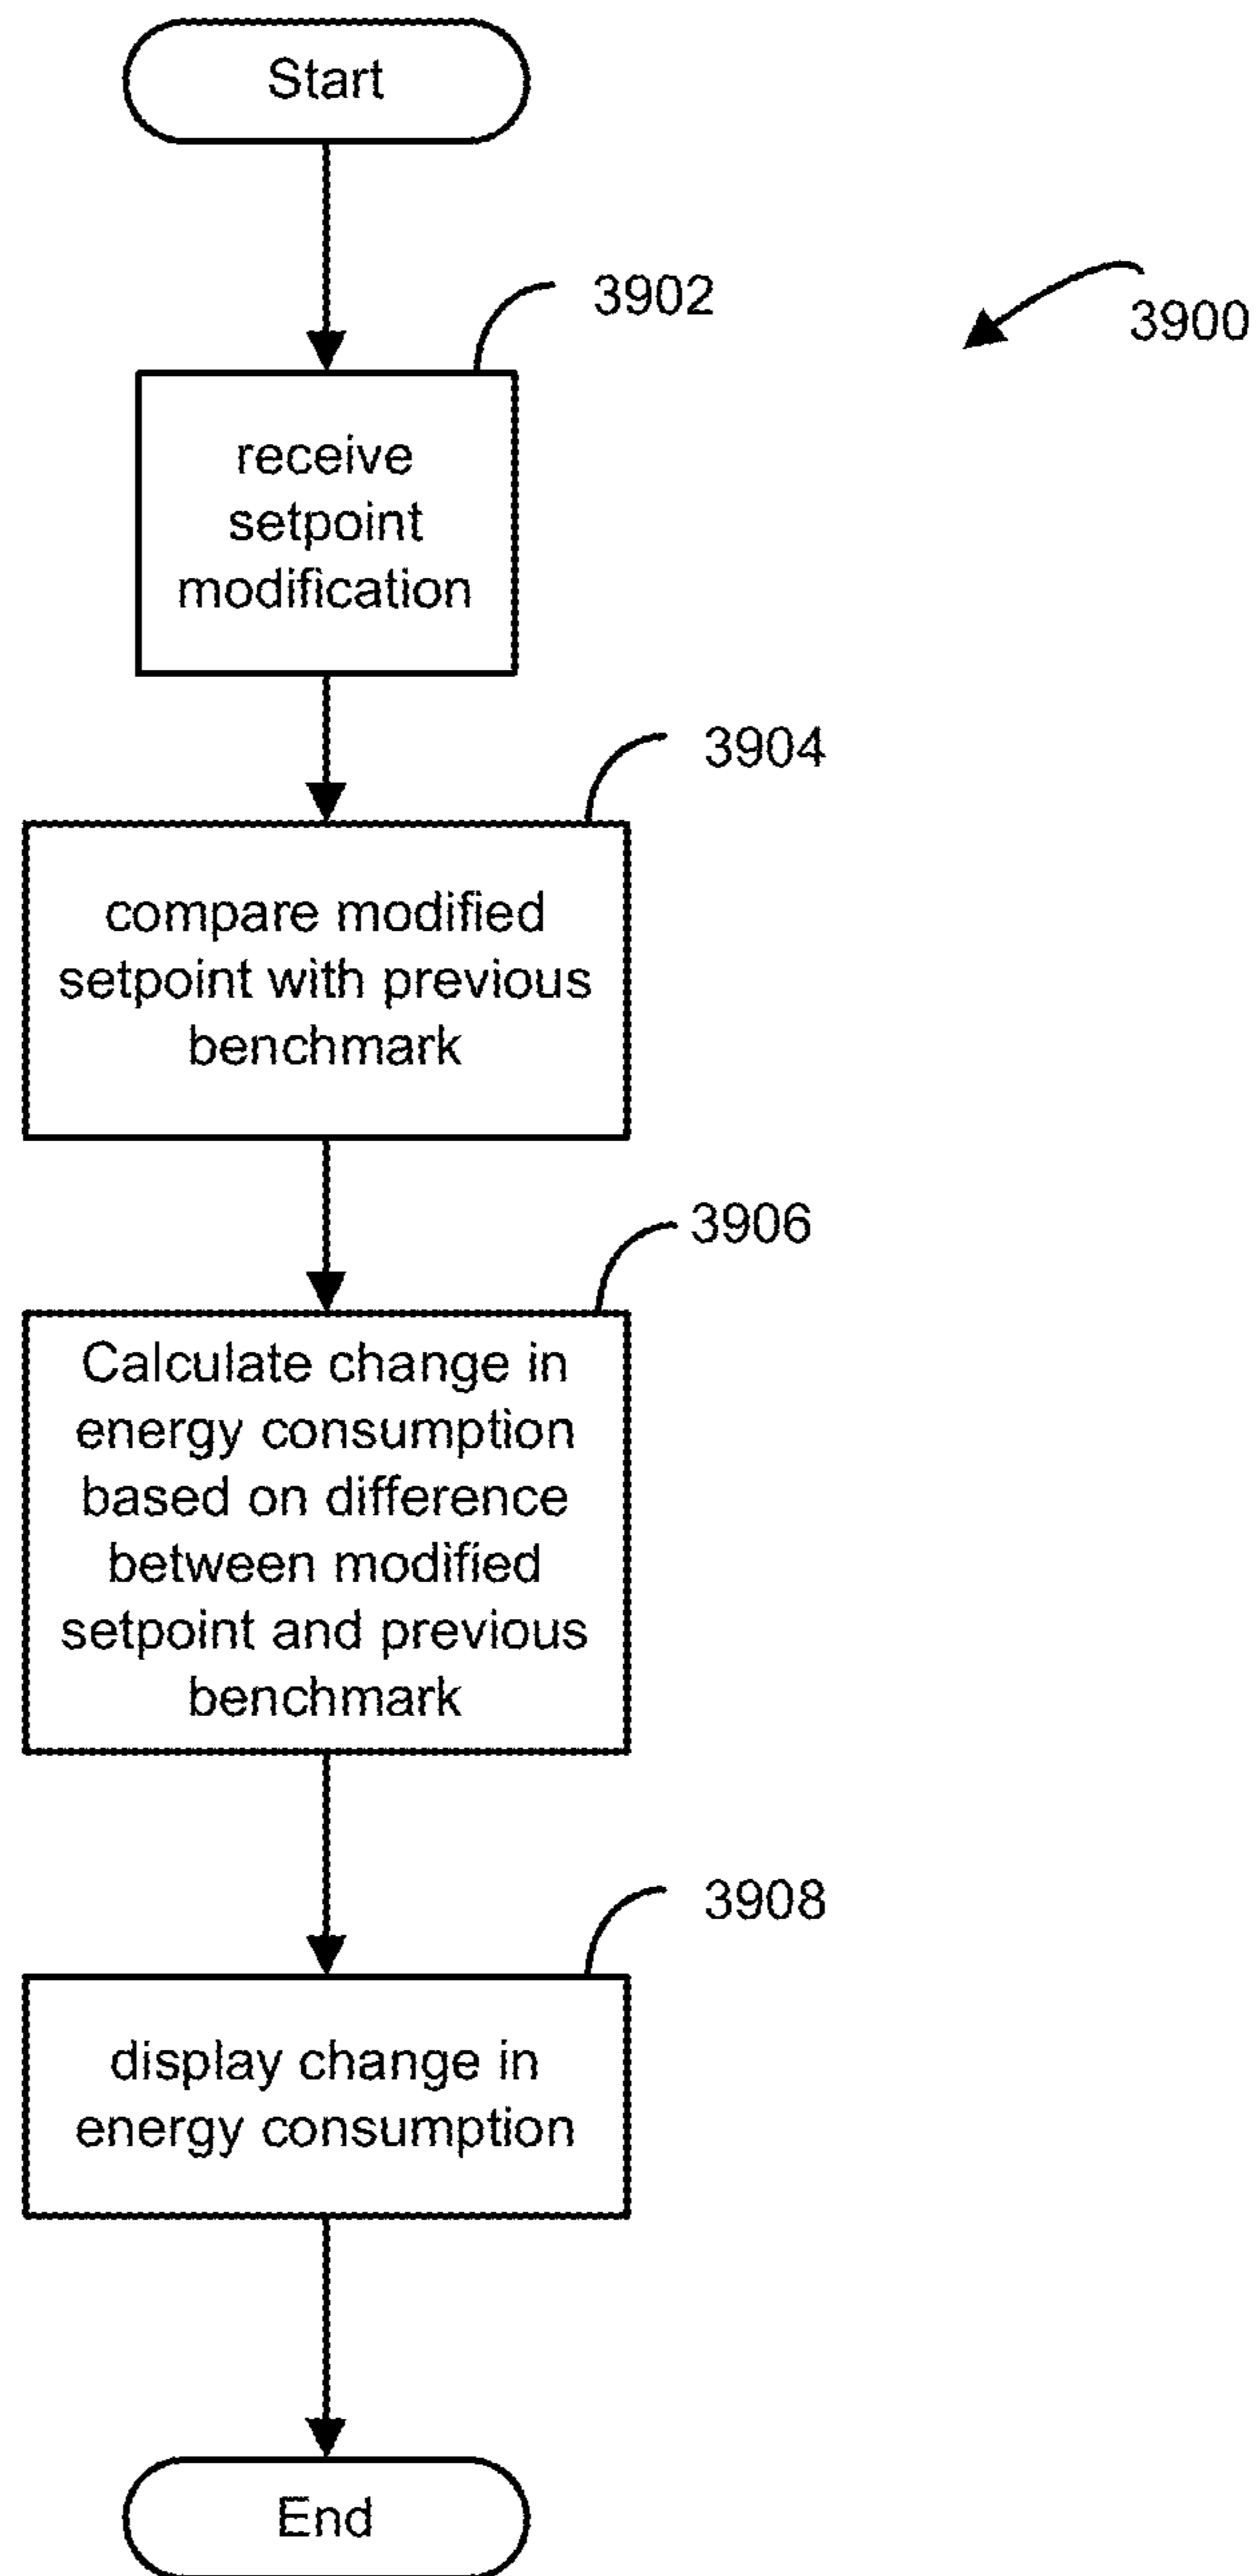 Start
3902
3900
receive
setpoint
modification
3904
compare modified
setpoint with previous
benchmark
3906
Calculate change in
energy consumption
based on difference
between modified
setpoint and previous
benchmark
3908
display change in
energy consumption
End